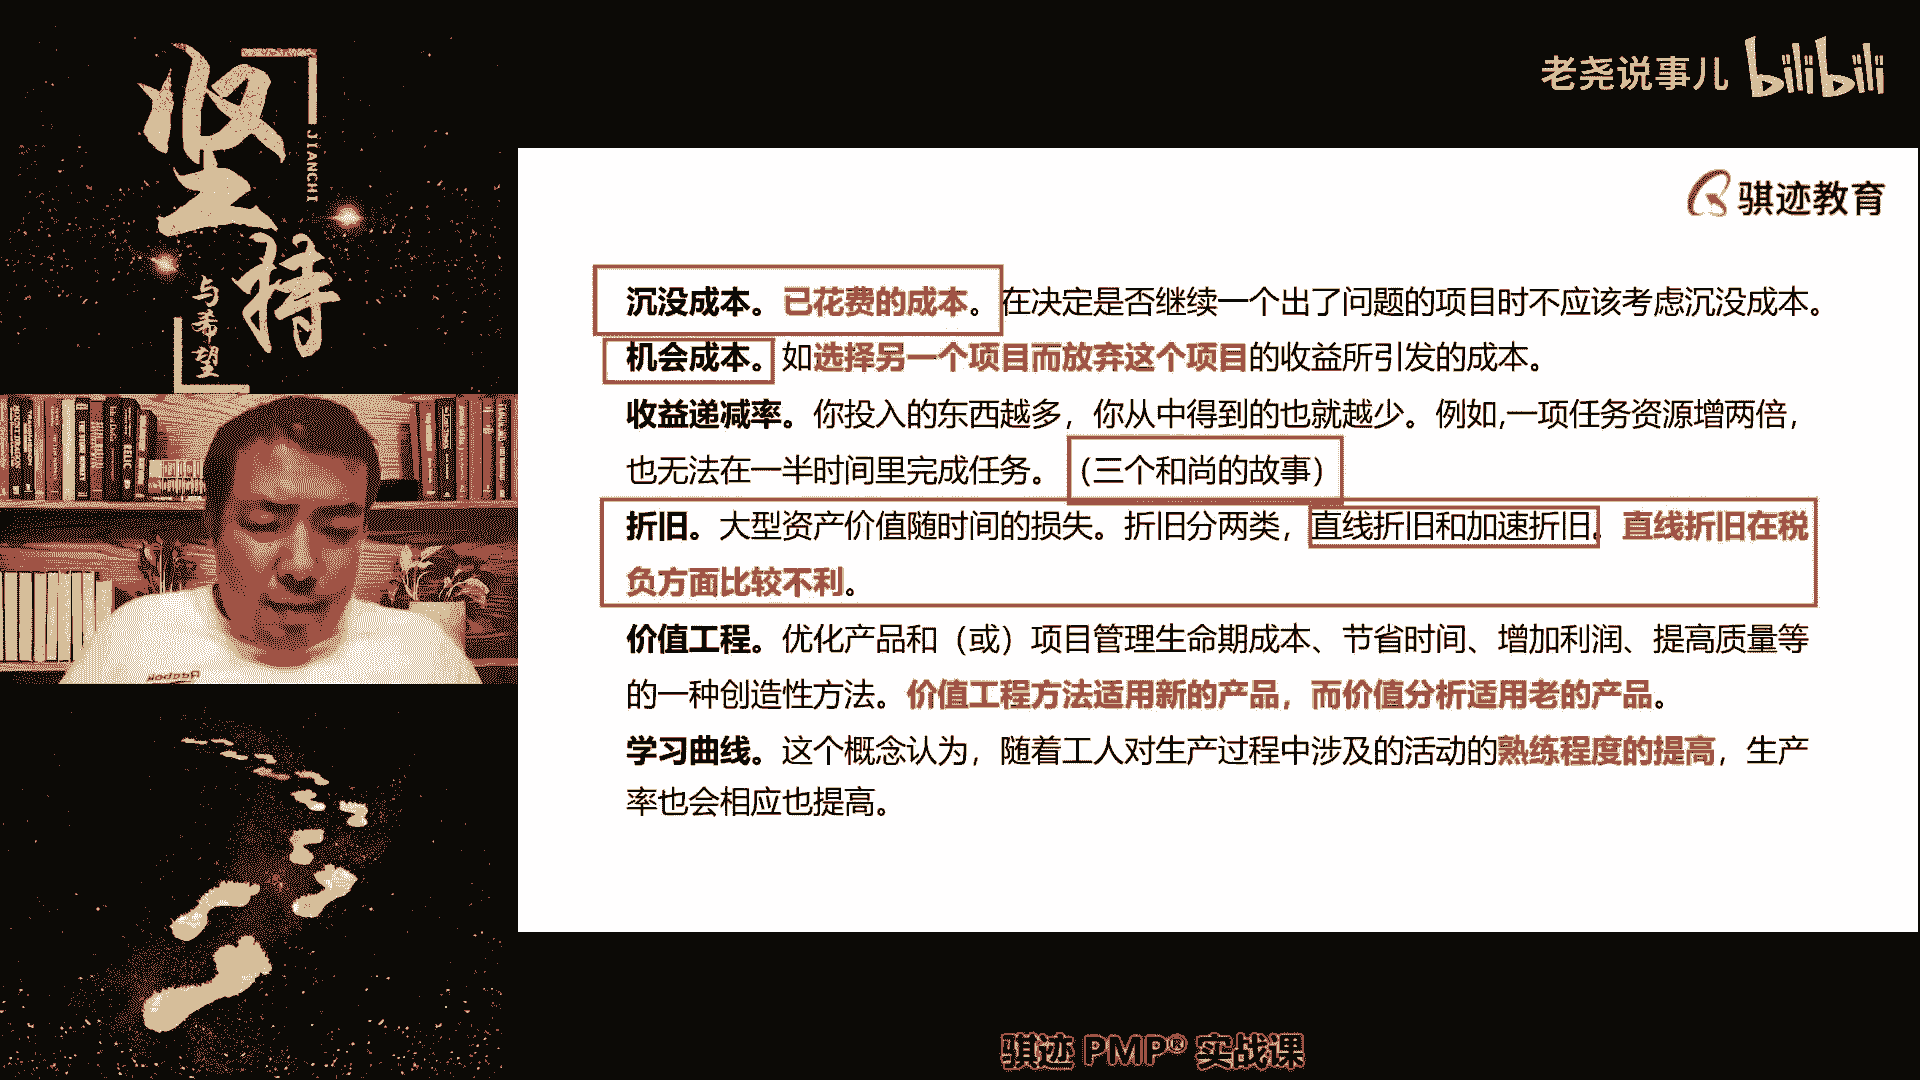 坚持
JIANCHI
与希望
老尧说事儿 bilibili
骐迹教育
沉没成本。已花费的成本。在决定是否继续一个出了问题的项目时不应该考虑沉没成本。
机会成本。如选择另一个项目而放弃这个项目的收益所引发的成本。
收益递减率。你投入的东西越多，你从中得到的也就越少。例如,一项任务资源增两倍，
也无法在一半时间里完成任务。（三个和尚的故事）
折旧。大型资产价值随时间的损失。折旧分两类，直线折旧和加速折旧。直线折旧在税
负方面比较不利。
价值工程。优化产品和（或）项目管理生命期成本、节省时间、增加利润、提高质量等
的一种创造性方法。价值工程方法适用新的产品，而价值分析适用老的产品。
学习曲线。这个概念认为，随着工人对生产过程中涉及的活动的熟练程度的提高，生产
率也会相应也提高。
骐迹 PMP® 实战课